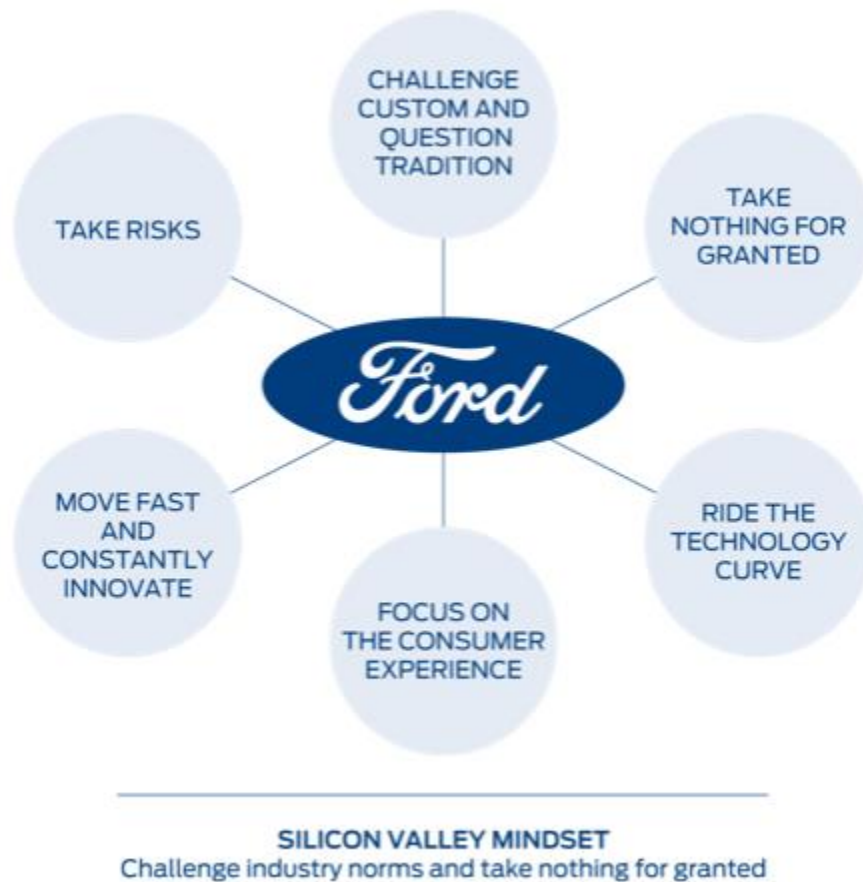 CHALLENGE
CUSTOM AND
QUESTION
TRADITION
TAKE RISKS
TAKE
NOTHING FOR
GRANTED
Ford
MOVE FAST
AND
CONSTANTLY
INNOVATE
RIDE THE
TECHNOLOGY
CURVE
FOCUS ON
THE CONSUMER
EXPERIENCE
SILICON VALLEY MINDSET
Challenge industry norms and take nothing for granted